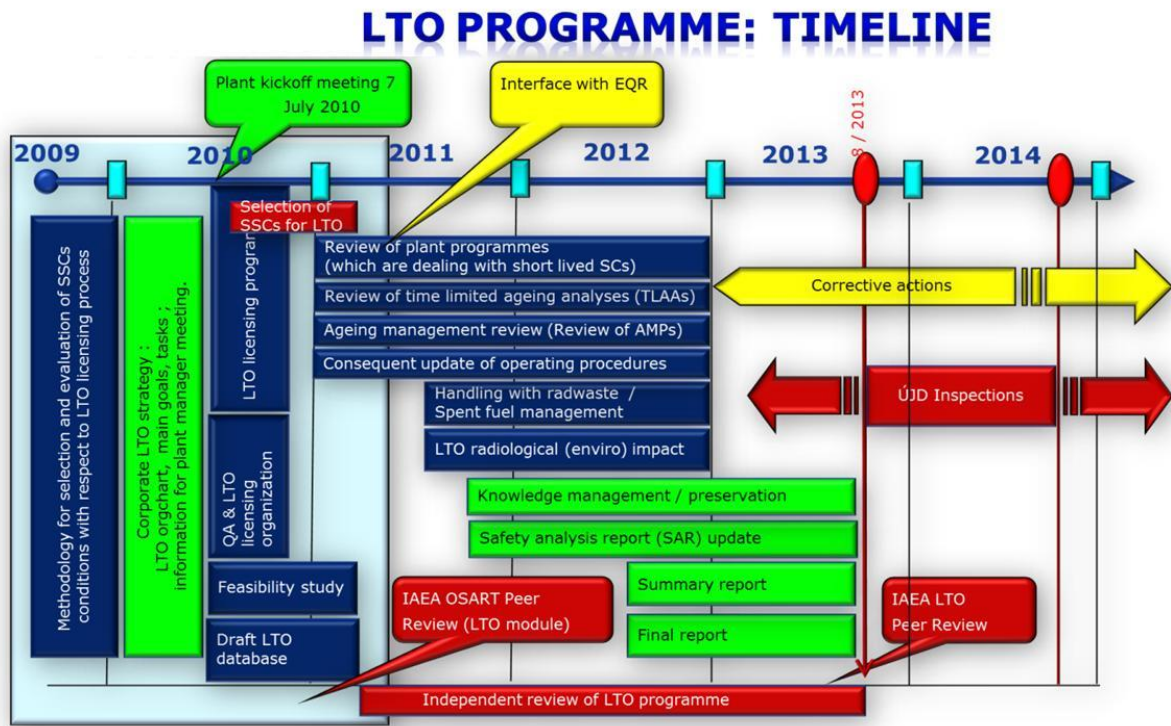 LTO PROGRAMME: TIMELINE
Plant kickoff meeting 7
July 2010
Interface with EQR
8 / 2013
2009
2010
2011
2012
2013
2014
Methodology for selection and evaluation of SSCs
conditions with respect to LTO licensing process
Corporate LTO strategy :
LTO orgchart, main goals, tasks ;
information for plant manager meeting.
LTO licensing program
Selection of
SSCs for LTO
QA & LTO
licensing
organization
Feasibility study
Draft LTO
database
Review of plant programmes
(which are dealing with short lived SCs)
Review of time limited ageing analyses (TLAAs)
Ageing management review (Review of AMPs)
Consequent update of operating procedures
Handling with radwaste /
Spent fuel management
LTO radiological (enviro) impact
Knowledge management / preservation
Safety analysis report (SAR) update
Summary report
Final report
Corrective actions
ÚJD Inspections
IAEA OSART Peer
Review (LTO module)
IAEA LTO
Peer Review
Independent review of LTO programme